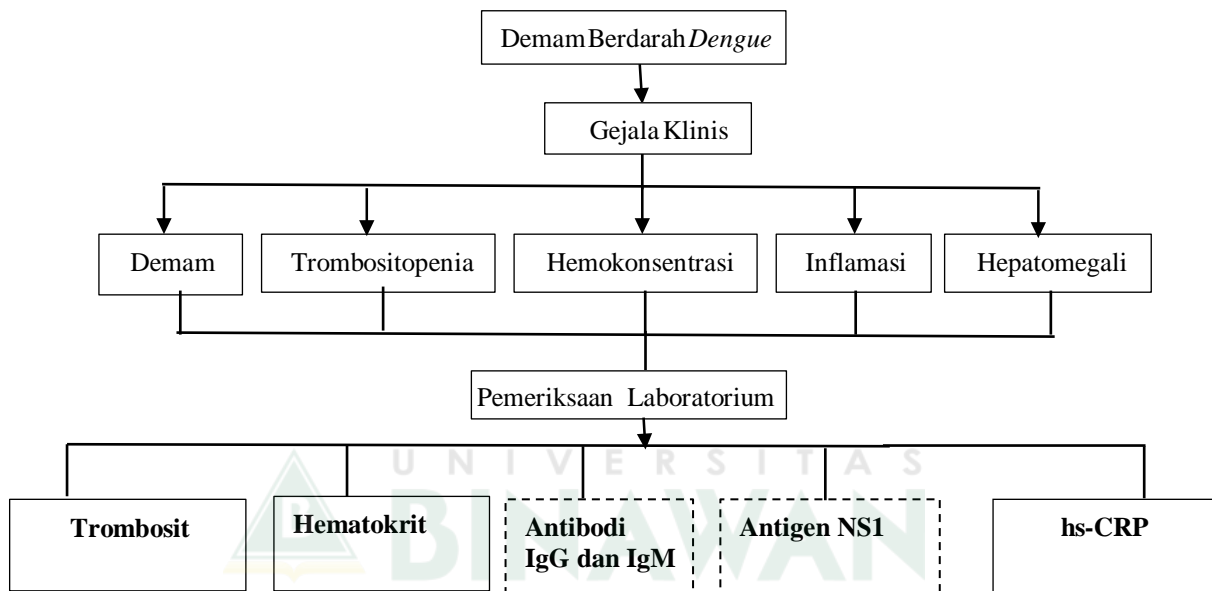 Demam Berdarah Dengue
Gejala Klinis
Demam
Trombositopenia
Hemokonsentrasi
Inflamasi
Hepatomegali
Pemeriksaan Laboratorium
UNIVERSITAS
BINAWAN
Trombosit
Hematokrit
Antibodi
IgG dan IgM
Antigen NS1
hs-CRP